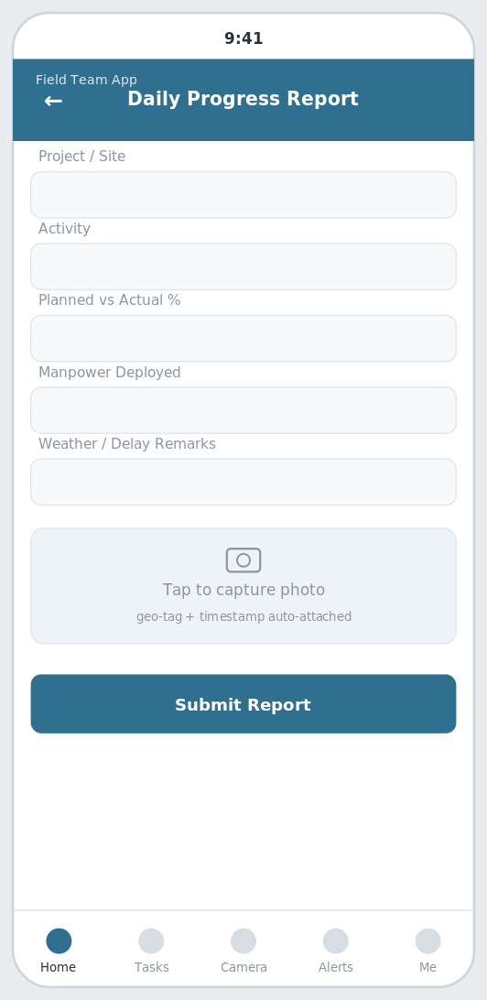 9:41
Field Team App
← Daily Progress Report
Project / Site
Activity
Planned vs Actual %
Manpower Deployed
Weather / Delay Remarks
Tap to capture photo
geo-tag + timestamp auto-attached
Submit Report
Home Tasks Camera Alerts Me